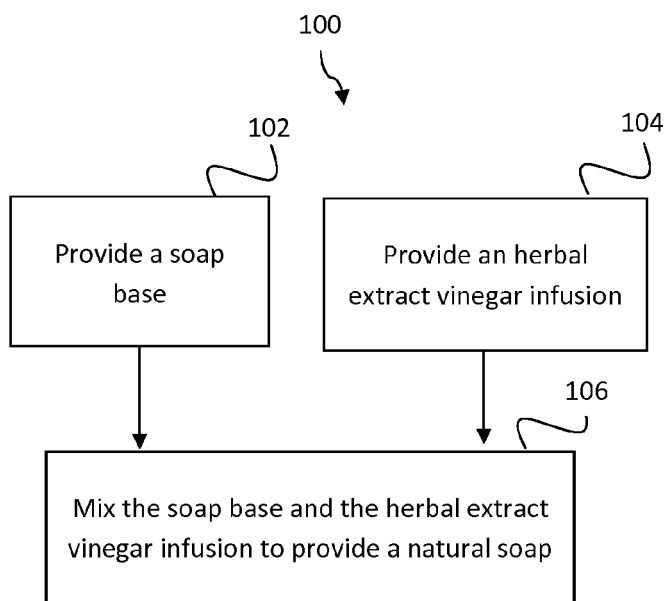 100
102
104
Provide a soap
base
Provide an herbal
extract vinegar infusion
106
Mix the soap base and the herbal extract
vinegar infusion to provide a natural soap